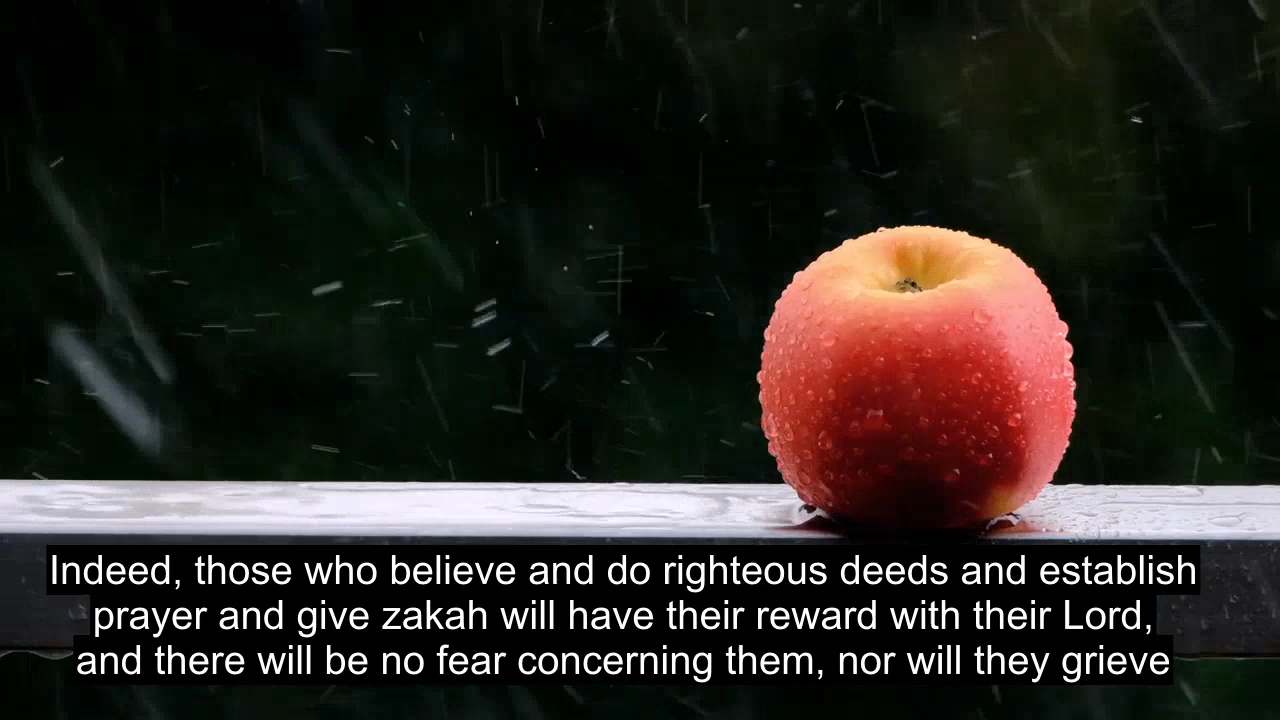 Indeed, those who believe and do righteous deeds and establish
prayer and give zakah will have their reward with their Lord,
and there will be no fear concerning them, nor will they grieve